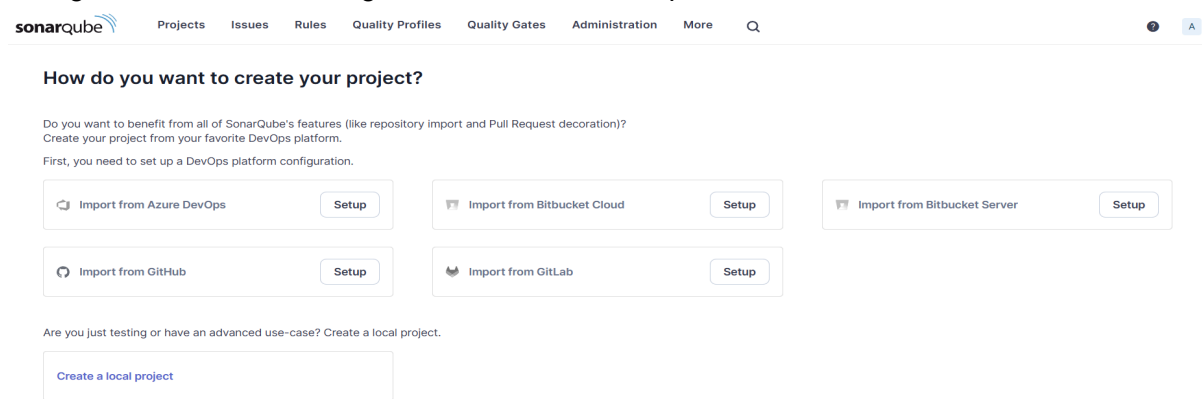 sonarqube Projects Issues Rules Quality Profiles Quality Gates Administration More ? A
How do you want to create your project?
Do you want to benefit from all of SonarQube's features (like repository import and Pull Request decoration)?
Create your project from your favorite DevOps platform.
First, you need to set up a DevOps platform configuration.
Import from Azure DevOps Setup Import from Bitbucket Cloud Setup Import from Bitbucket Server Setup
Import from GitHub Setup Import from GitLab Setup
Are you just testing or have an advanced use-case? Create a local project.
Create a local project